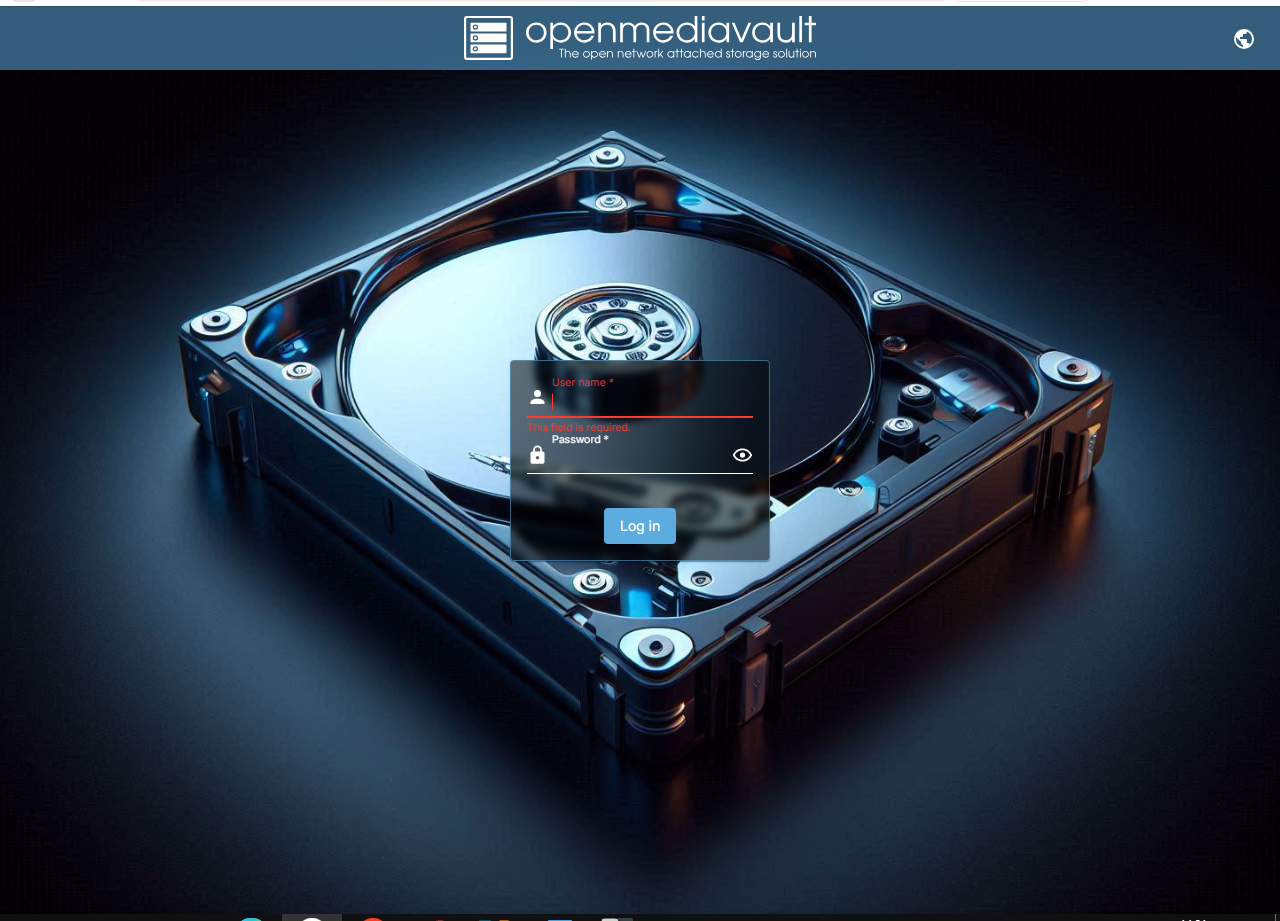 openmediavault
The open network attached storage solution
User name *
This field is required.
Password *
Log in